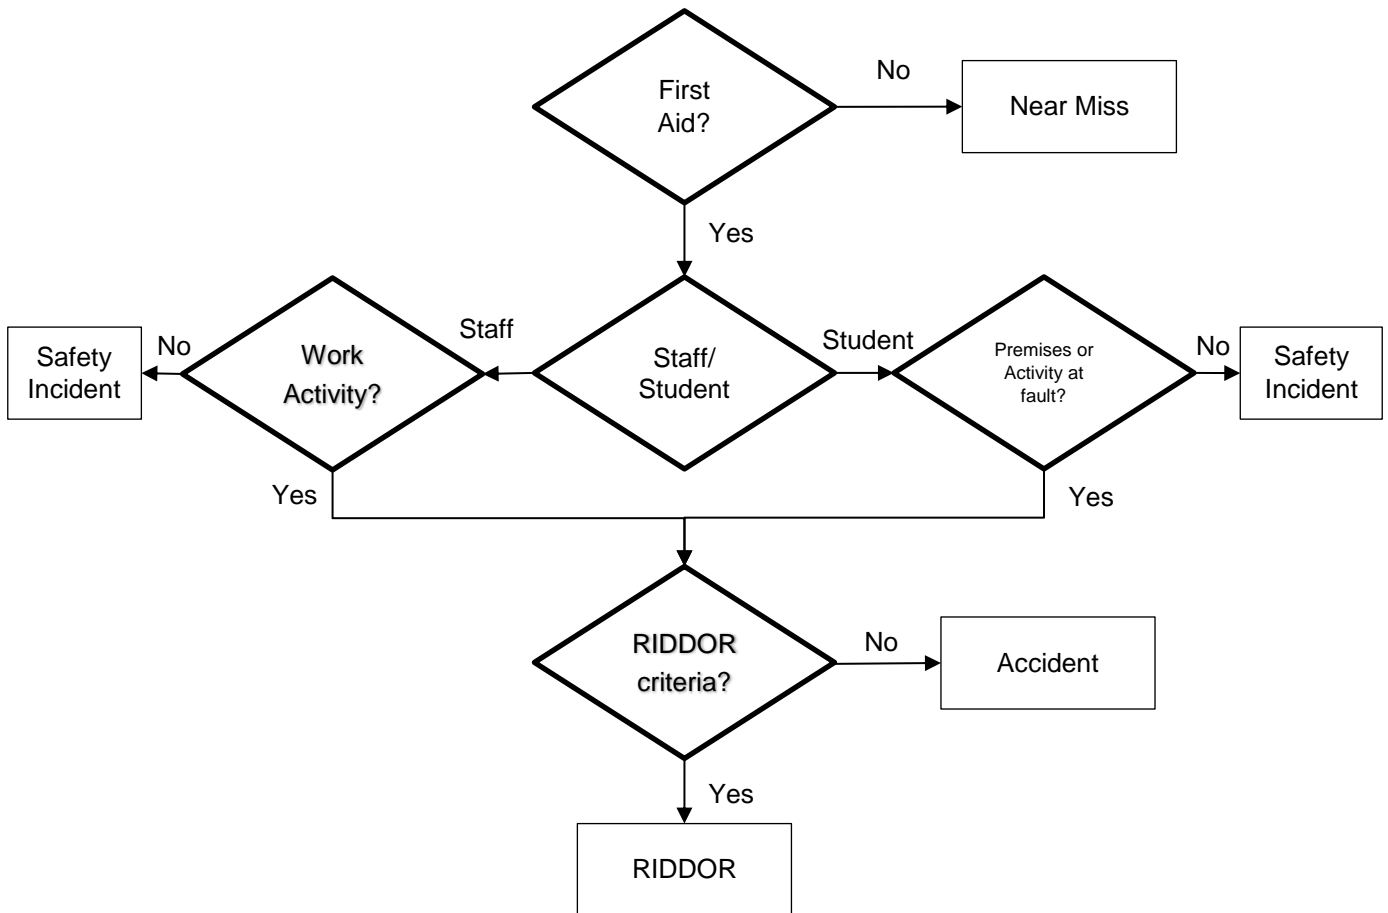 First
Aid?
No
Near Miss
Yes
Safety
Incident
No
Work
Activity?
Staff
Staff/
Student
Student
Premises or
Activity at
fault?
No
Safety
Incident
Yes
Yes
RIDDOR
criteria?
No
Accident
Yes
RIDDOR